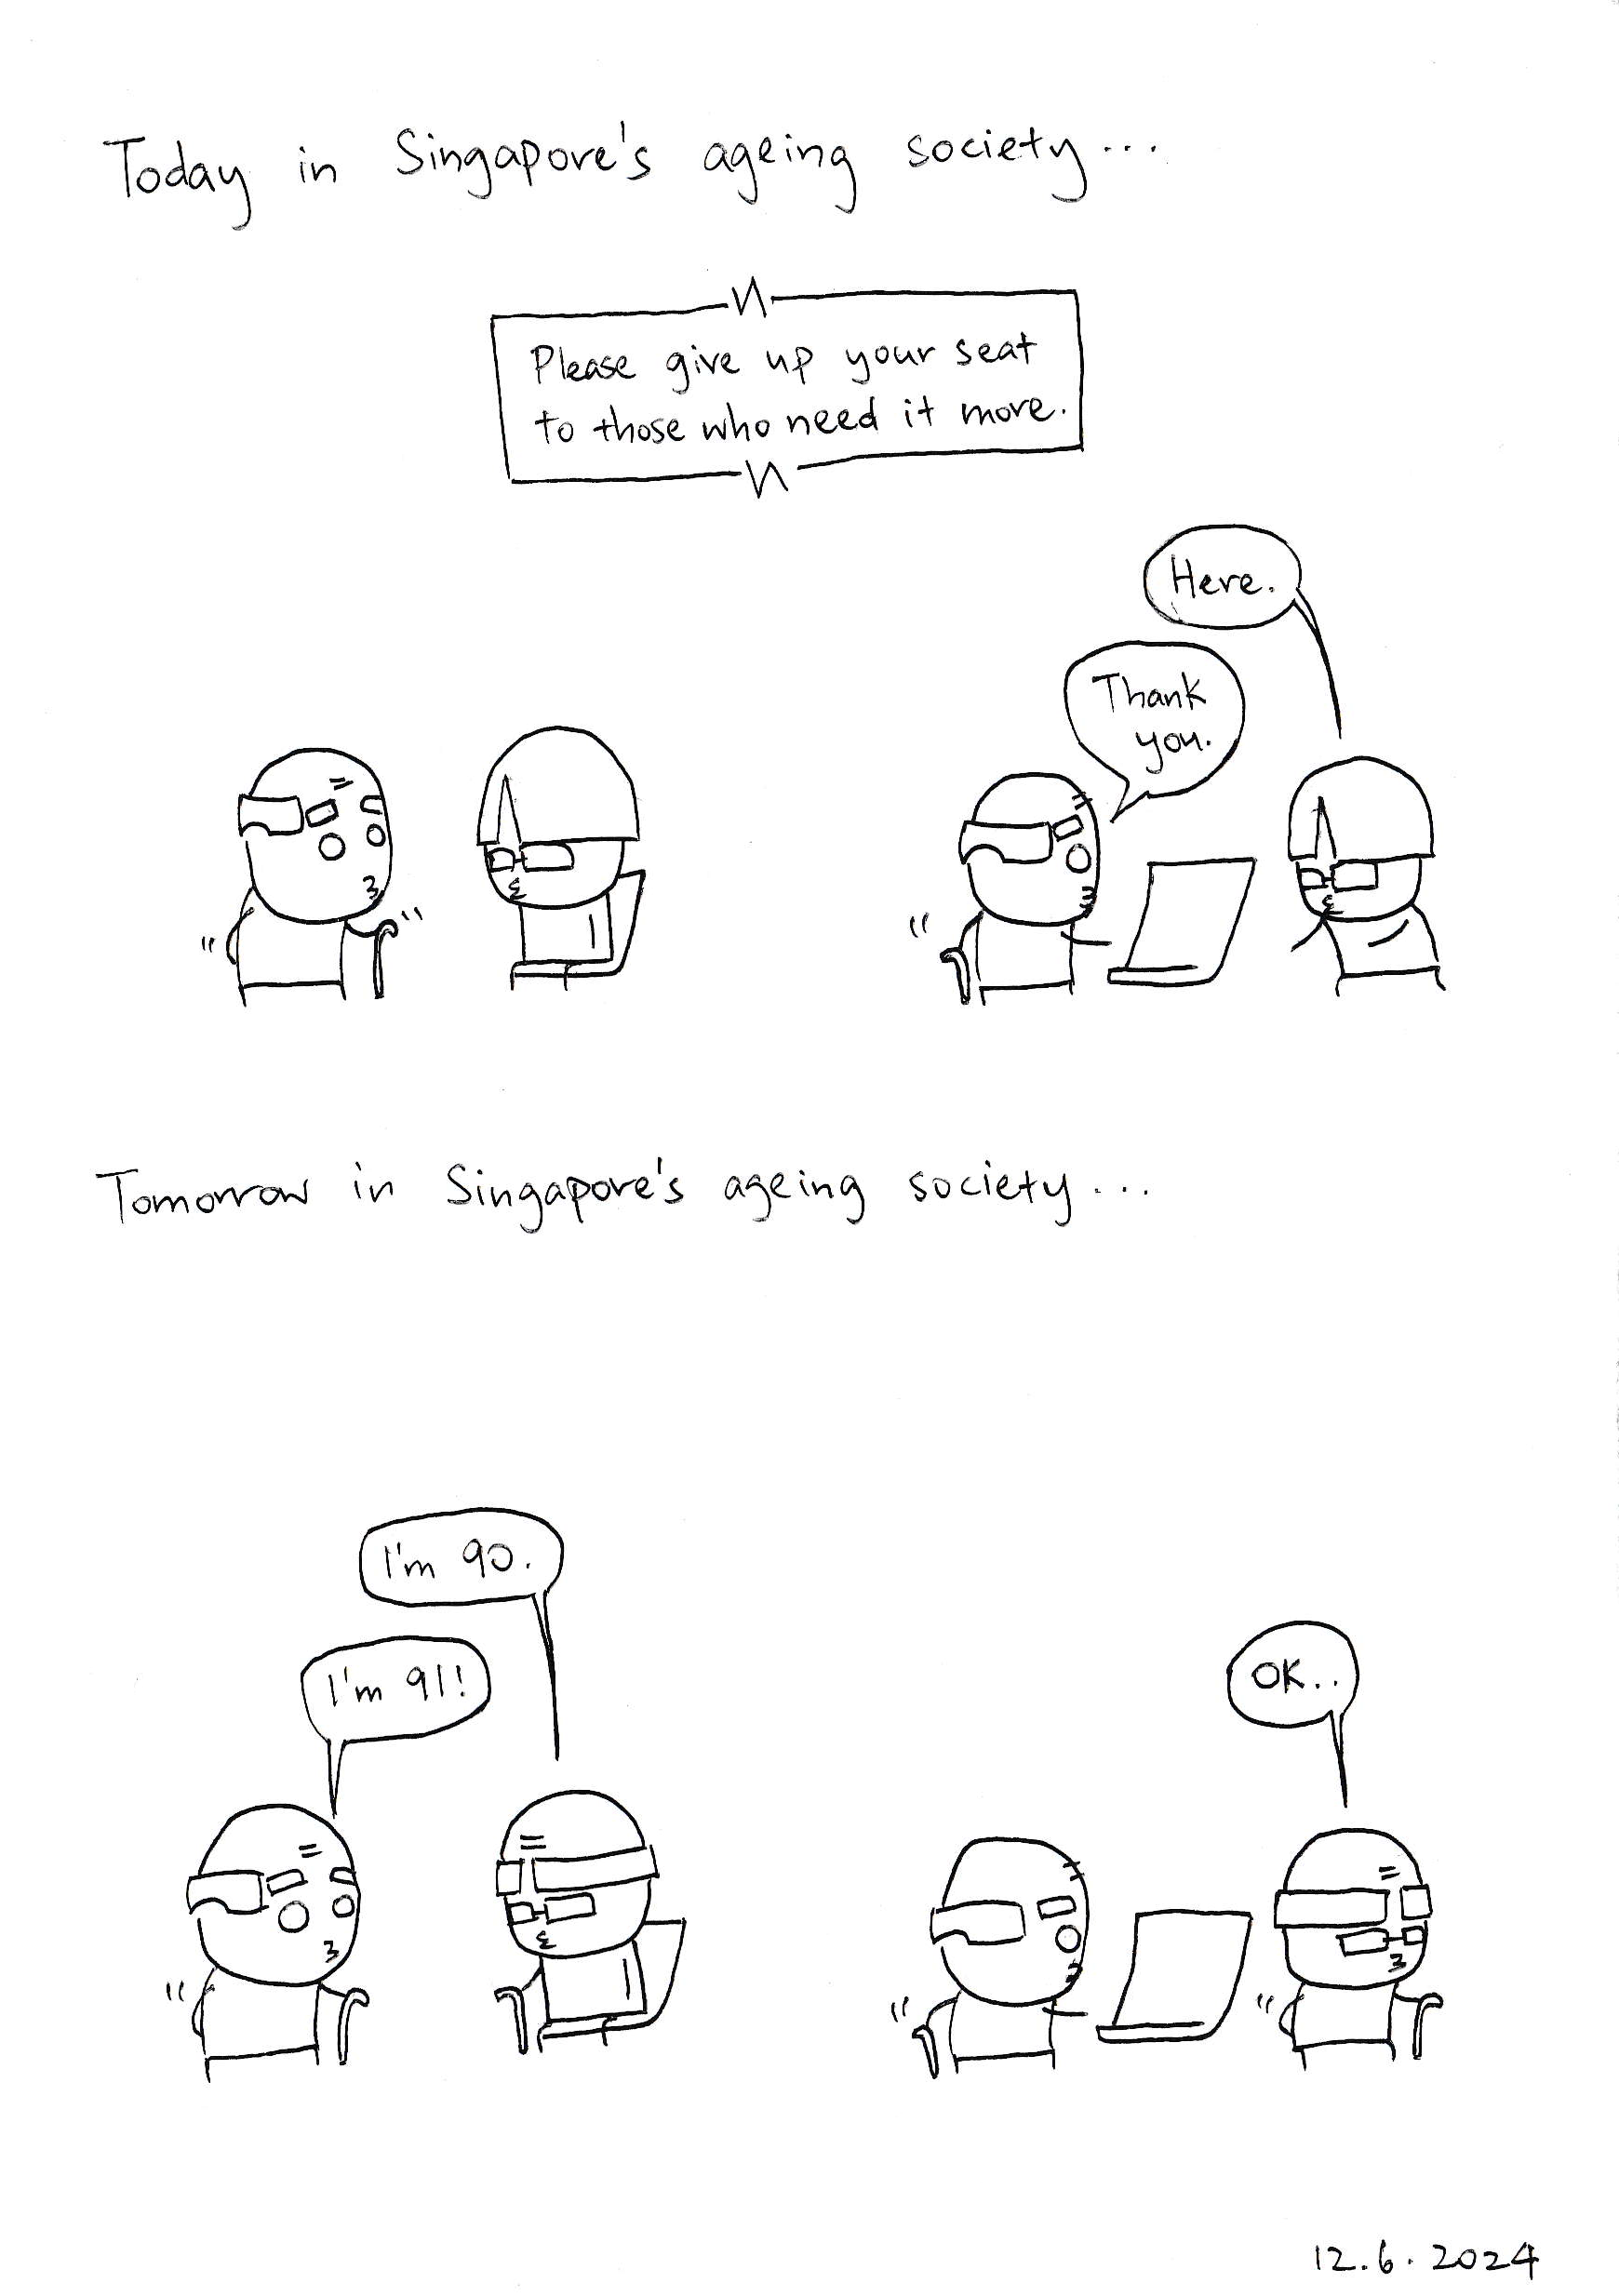 Today in Singapore's ageing society...
Please give up your seat
to those who need it more.
Here.
Thank
you.
Tomorrow in Singapore's ageing society...
I'm 90.
I'm 91!
OK..
12.6.2024